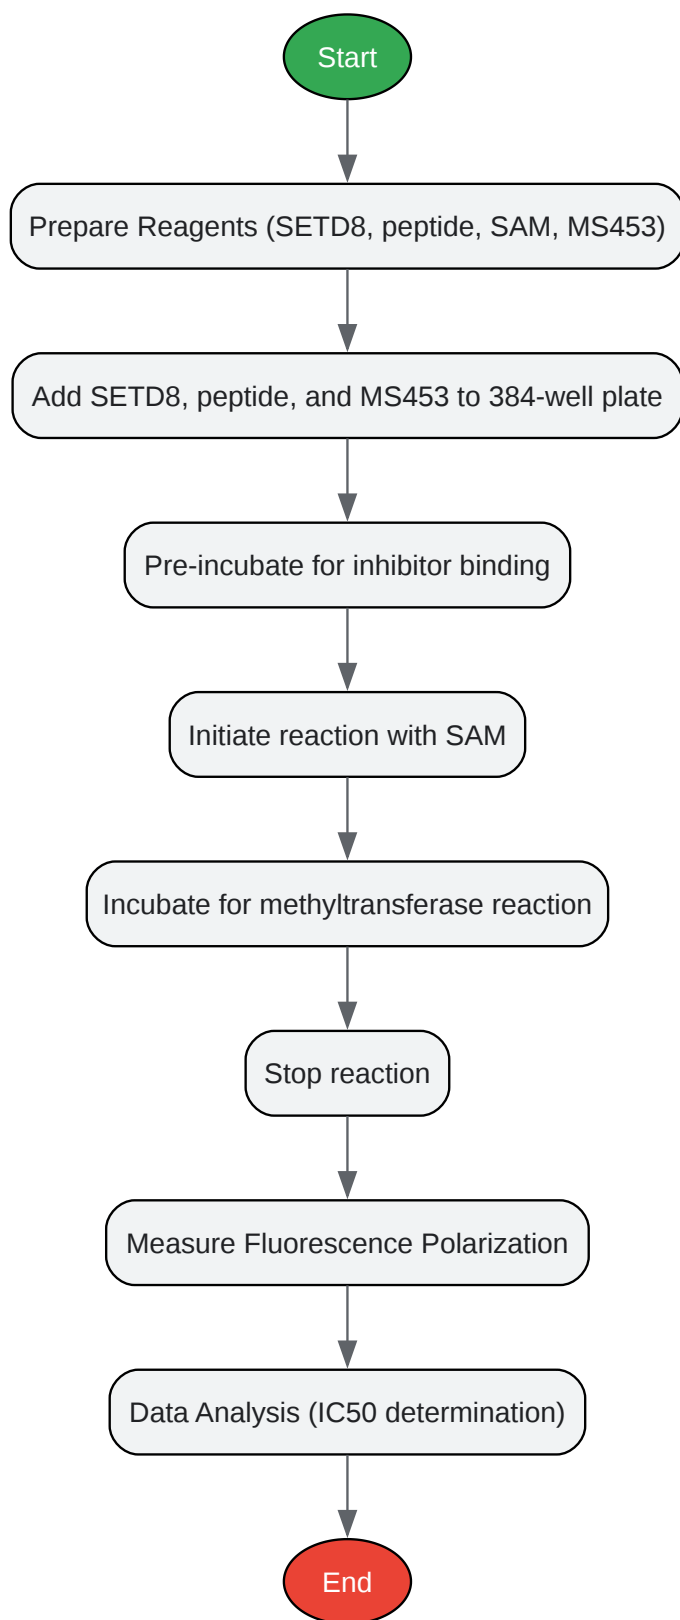 Start
Prepare Reagents (SETD8, peptide, SAM, MS453)
Add SETD8, peptide, and MS453 to 384-well plate
Pre-incubate for inhibitor binding
Initiate reaction with SAM
Incubate for methyltransferase reaction
Stop reaction
Measure Fluorescence Polarization
Data Analysis (IC50 determination)
End